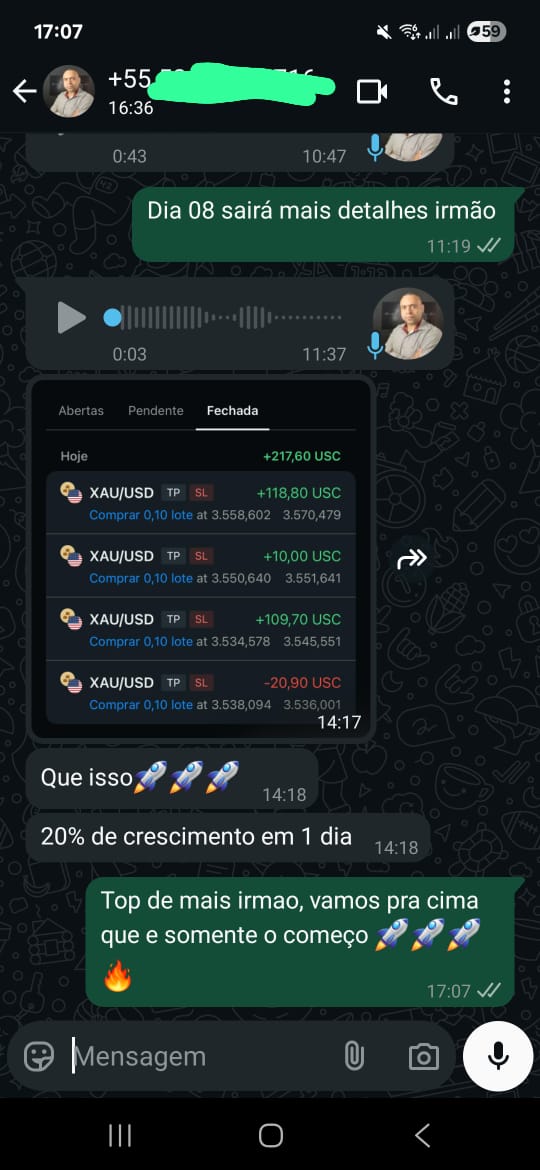 17:07
59
+55
16:36
0:43 10:47
Dia 08 sairá mais detalhes irmão
11:19
0:03 11:37
Abertas Pendente Fechada
Hoje +217,60 USC
XAU/USD TP SL +118,80 USC
Comprar 0,10 lote at 3.558,602 3.570,479
XAU/USD TP SL +10,00 USC
Comprar 0,10 lote at 3.550,640 3.551,641
XAU/USD TP SL +109,70 USC
Comprar 0,10 lote at 3.534,578 3.545,551
XAU/USD TP SL -20,90 USC
Comprar 0,10 lote at 3.538,094 3.536,001
14:17
Que isso🚀🚀🚀
14:18
20% de crescimento em 1 dia 14:18
Top de mais irmao, vamos pra cima
que e somente o começo 🚀🚀🚀
🔥
17:07
Mensagem